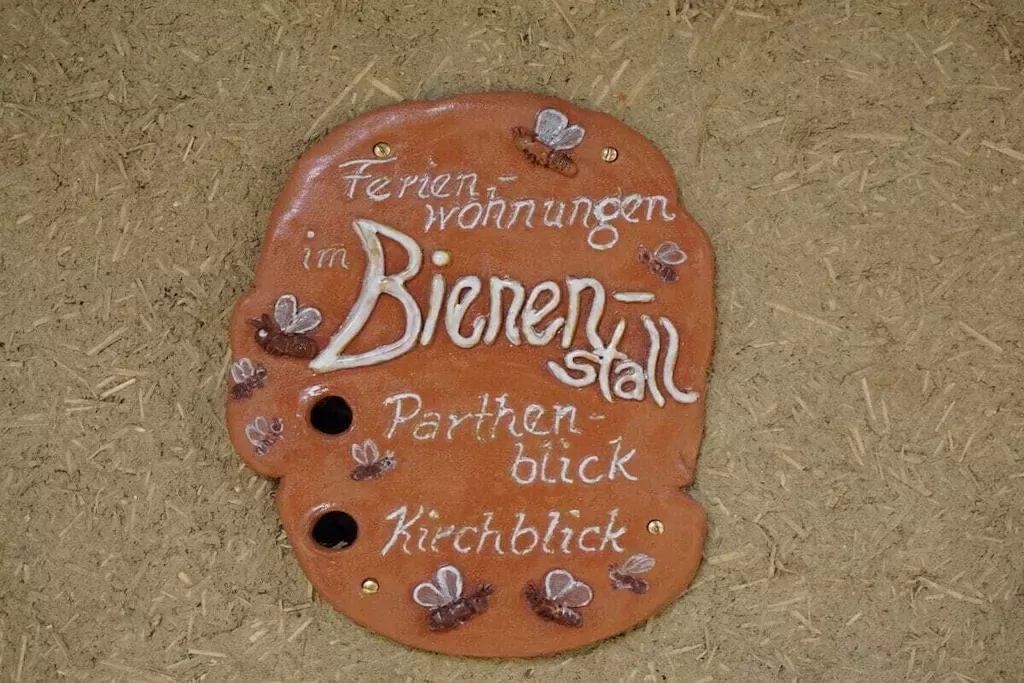 Ferien-
wohnungen
im Bienen-
stall
Parthen-
blick
Kirchblick